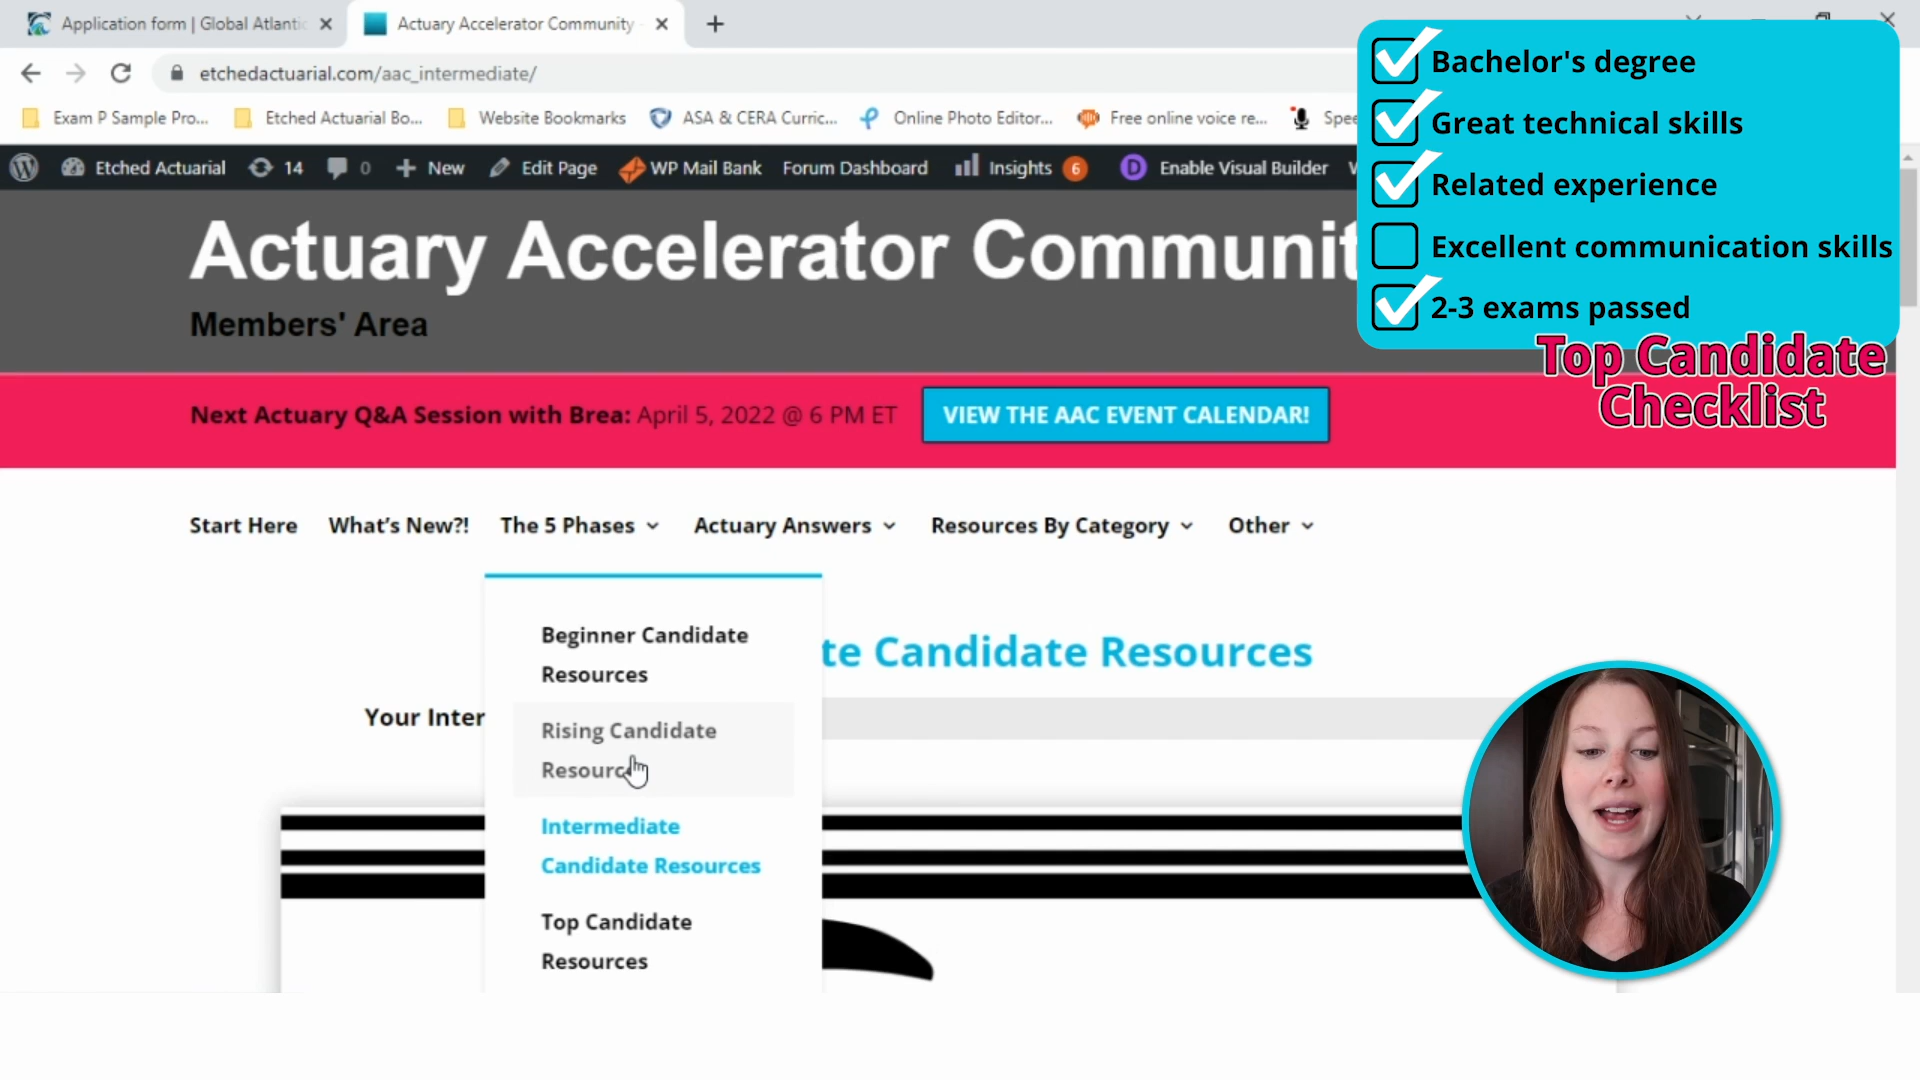 Application form | Global Atlantic
Actuary Accelerator Community
etchedactuarial.com/aac_intermediate/
Exam P Sample Pro...
Etched Actuarial Bo...
Website Bookmarks
ASA & CERA Curric...
Online Photo Editor...
Free online voice re...
Spee
Etched Actuarial
14
0
New
Edit Page
WP Mail Bank
Forum Dashboard
Insights
6
D
Enable Visual Builder
Actuary Accelerator Communit
Members' Area
Next Actuary Q&A Session with Brea: April 5, 2022 @ 6 PM ET
VIEW THE AAC EVENT CALENDAR!
Bachelor's degree
Great technical skills
Related experience
Excellent communication skills
2-3 exams passed
Top Candidate
Checklist
Start Here
What's New?!
The 5 Phases
Actuary Answers
Resources By Category
Other
te Candidate Resources
Your Inter
Beginner Candidate
Resources
Rising Candidate
Resourc
Intermediate
Candidate Resources
Top Candidate
Resources